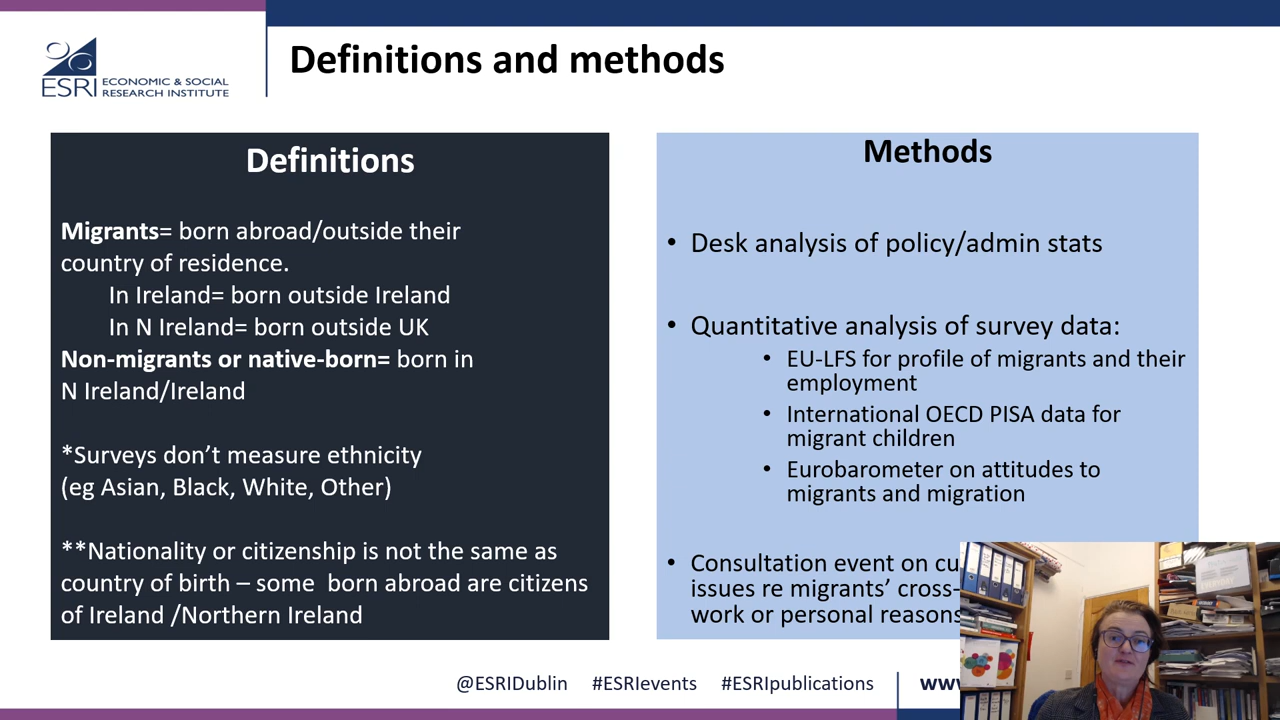 ESRI
ECONOMIC & SOCIAL
RESEARCH INSTITUTE
Definitions and methods
Definitions
Migrants= born abroad/outside their
country of residence.
In Ireland= born outside Ireland
In N Ireland= born outside UK
Non-migrants or native-born= born in
N Ireland/Ireland
*Surveys don’t measure ethnicity
(eg Asian, Black, White, Other)
**Nationality or citizenship is not the same as
country of birth – some born abroad are citizens
of Ireland /Northern Ireland
Methods
• Desk analysis of policy/admin stats
• Quantitative analysis of survey data:
• EU-LFS for profile of migrants and their
employment
• International OECD PISA data for
migrant children
• Eurobarometer on attitudes to
migrants and migration
• Consultation event on
issues re migrants’ cross-
work or personal reasons
@ESRIDublin #ESRIevents #ESRIpublications